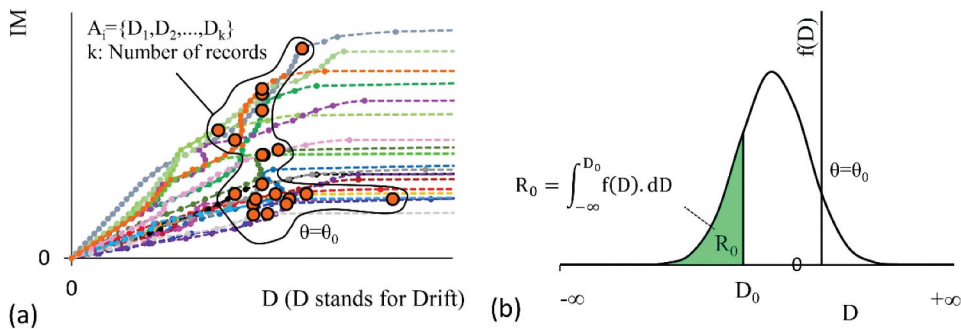 IM
A_i={D_1,D_2,...,D_k}
k: Number of records
θ=θ_0
0
0
D (D stands for Drift)
(a)
f(D)
R_0 = ∫_{-∞}^{D_0} f(D). dD
θ=θ_0
R_0
0
-∞
D_0
D
+∞
(b)